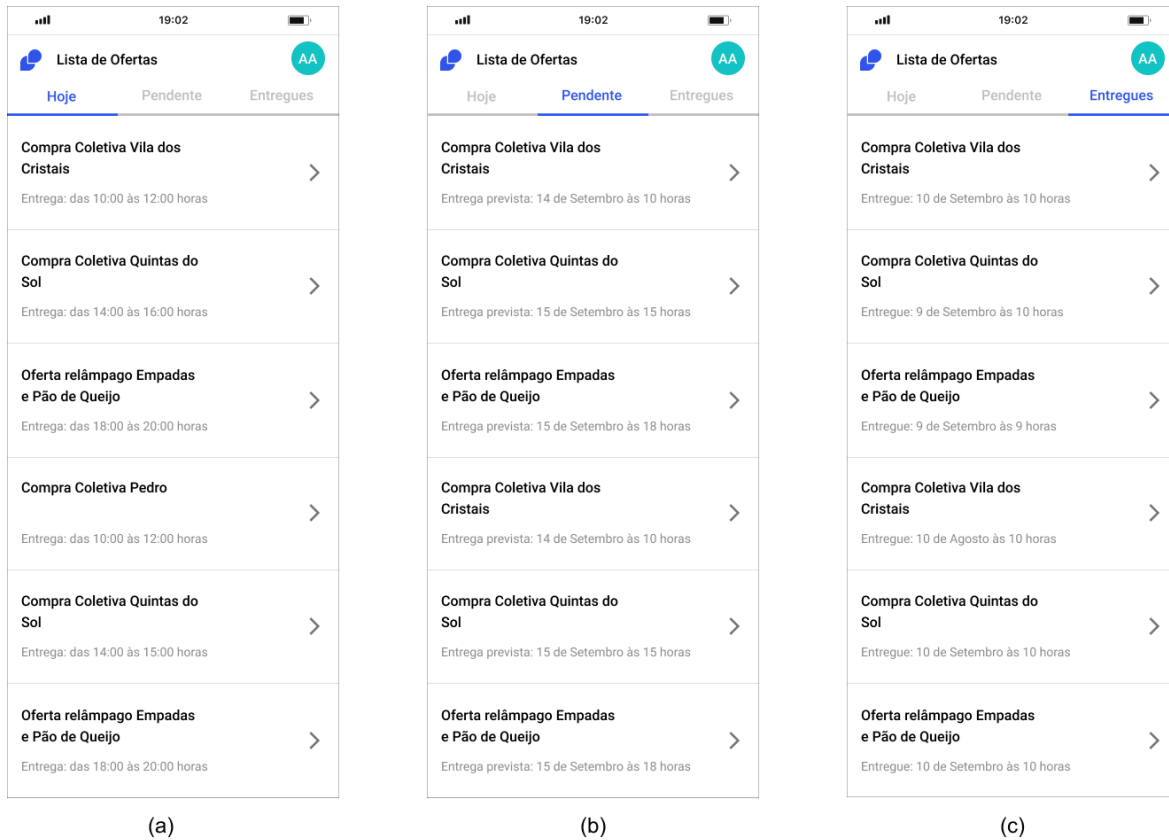 19:02
Lista de Ofertas
AA
Hoje
Pendente
Entregues
Compra Coletiva Vila dos
Cristais
Entrega: das 10:00 às 12:00 horas
Compra Coletiva Quintas do
Sol
Entrega: das 14:00 às 16:00 horas
Oferta relâmpago Empadas
e Pão de Queijo
Entrega: das 18:00 às 20:00 horas
Compra Coletiva Pedro
Entrega: das 10:00 às 12:00 horas
Compra Coletiva Quintas do
Sol
Entrega: das 14:00 às 15:00 horas
Oferta relâmpago Empadas
e Pão de Queijo
Entrega: das 18:00 às 20:00 horas
(a)
19:02
Lista de Ofertas
AA
Hoje
Pendente
Entregues
Compra Coletiva Vila dos
Cristais
Entrega prevista: 14 de Setembro às 10 horas
Compra Coletiva Quintas do
Sol
Entrega prevista: 15 de Setembro às 15 horas
Oferta relâmpago Empadas
e Pão de Queijo
Entrega prevista: 15 de Setembro às 18 horas
Compra Coletiva Vila dos
Cristais
Entrega prevista: 14 de Setembro às 10 horas
Compra Coletiva Quintas do
Sol
Entrega prevista: 15 de Setembro às 15 horas
Oferta relâmpago Empadas
e Pão de Queijo
Entrega prevista: 15 de Setembro às 18 horas
(b)
19:02
Lista de Ofertas
AA
Hoje
Pendente
Entregues
Compra Coletiva Vila dos
Cristais
Entregue: 10 de Setembro às 10 horas
Compra Coletiva Quintas do
Sol
Entregue: 9 de Setembro às 10 horas
Oferta relâmpago Empadas
e Pão de Queijo
Entregue: 9 de Setembro às 9 horas
Compra Coletiva Vila dos
Cristais
Entregue: 10 de Agosto às 10 horas
Compra Coletiva Quintas do
Sol
Entregue: 10 de Setembro às 10 horas
Oferta relâmpago Empadas
e Pão de Queijo
Entregue: 10 de Setembro às 10 horas
(c)